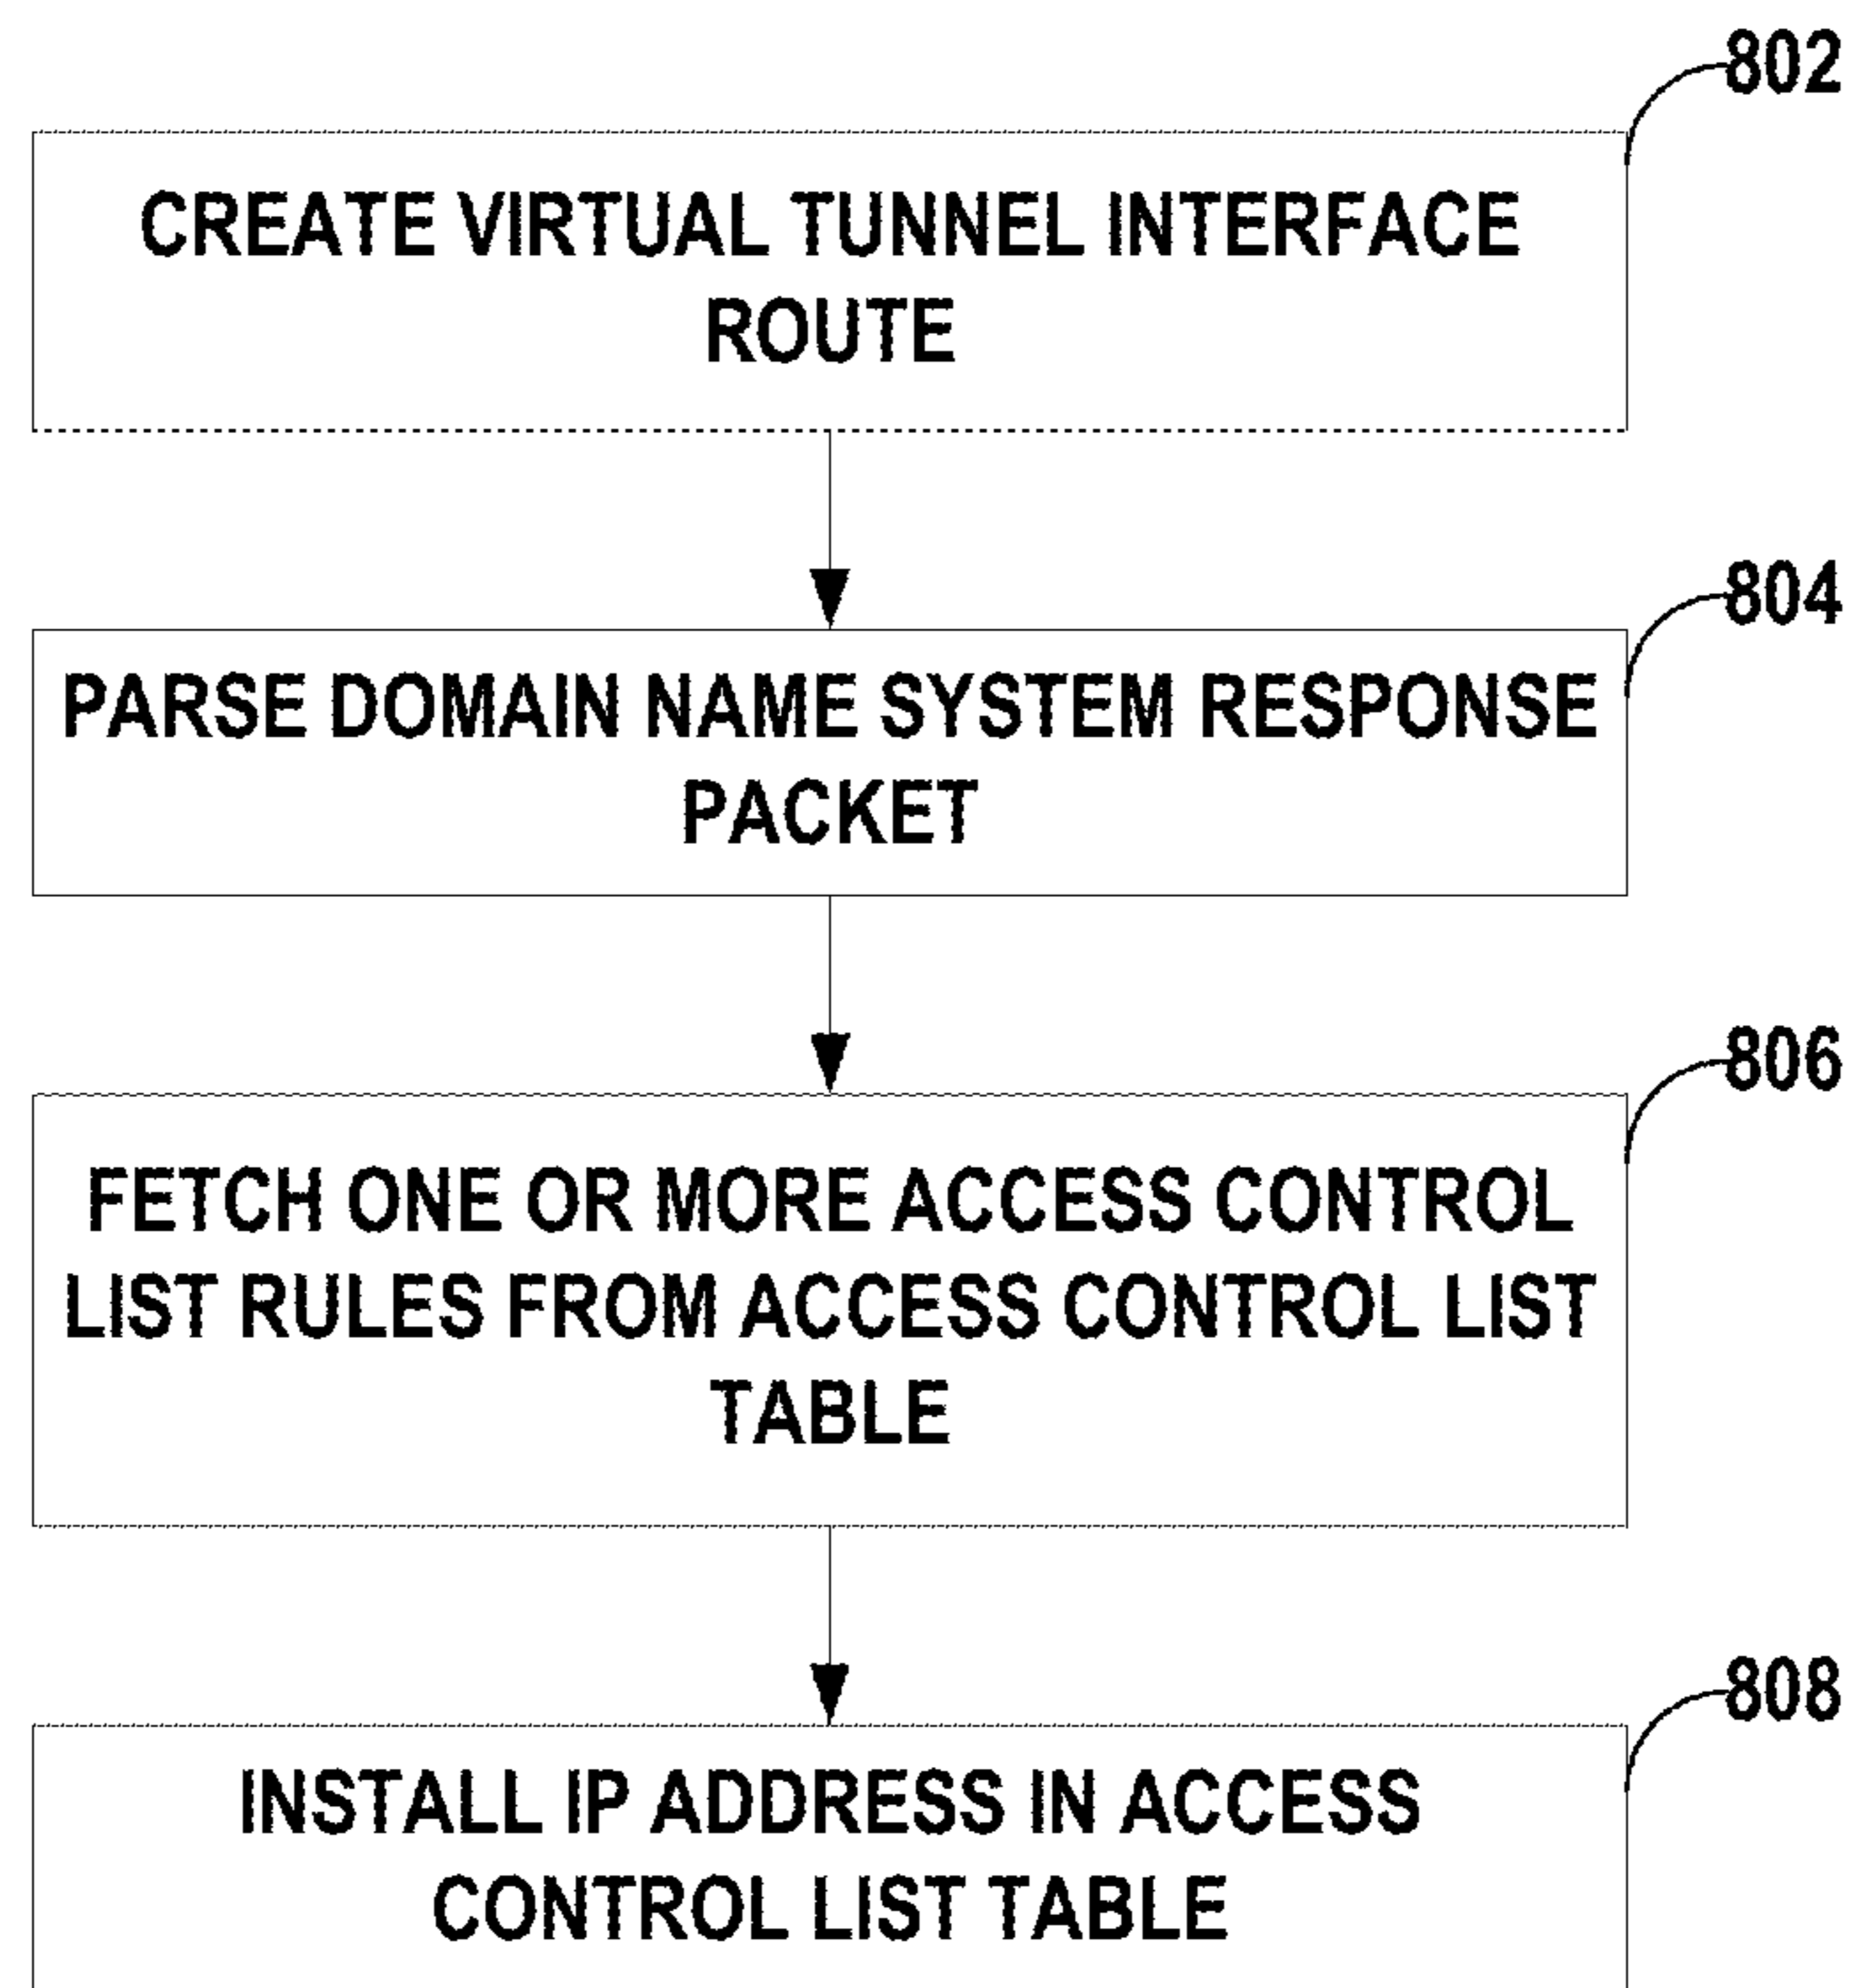 802
CREATE VIRTUAL TUNNEL INTERFACE
ROUTE
804
PARSE DOMAIN NAME SYSTEM RESPONSE
PACKET
806
FETCH ONE OR MORE ACCESS CONTROL
LIST RULES FROM ACCESS CONTROL LIST
TABLE
808
INSTALL IP ADDRESS IN ACCESS
CONTROL LIST TABLE